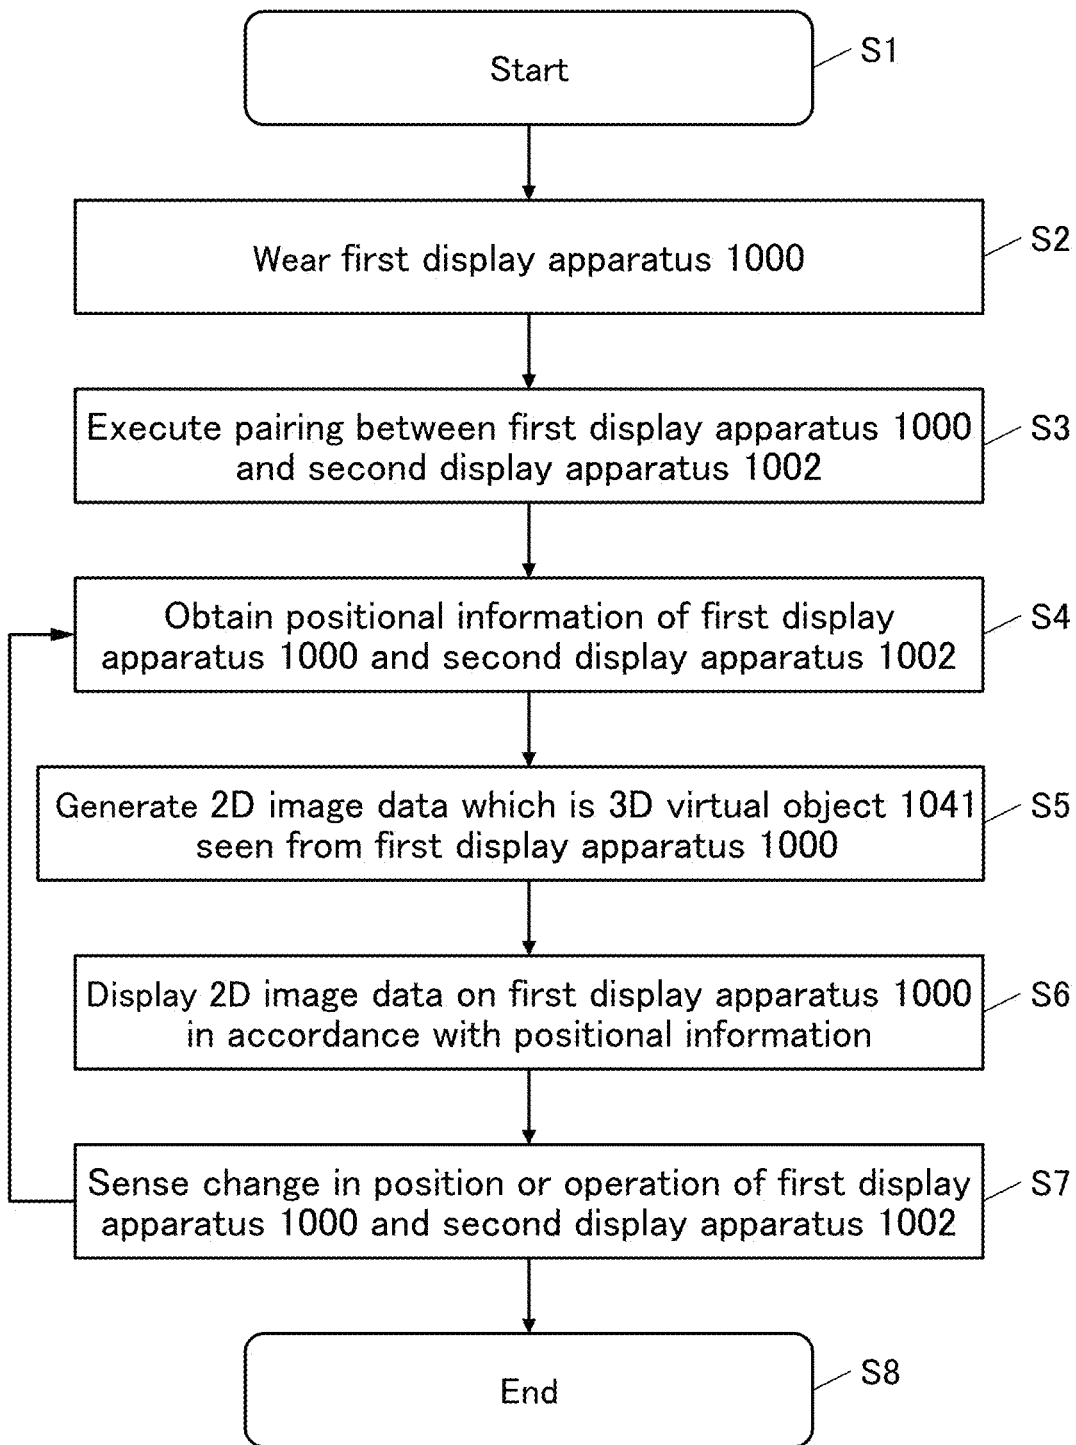 Start
S1
Wear first display apparatus 1000
S2
Execute pairing between first display apparatus 1000
and second display apparatus 1002
S3
Obtain positional information of first display
apparatus 1000 and second display apparatus 1002
S4
Generate 2D image data which is 3D virtual object 1041
seen from first display apparatus 1000
S5
Display 2D image data on first display apparatus 1000
in accordance with positional information
S6
Sense change in position or operation of first display
apparatus 1000 and second display apparatus 1002
S7
End
S8